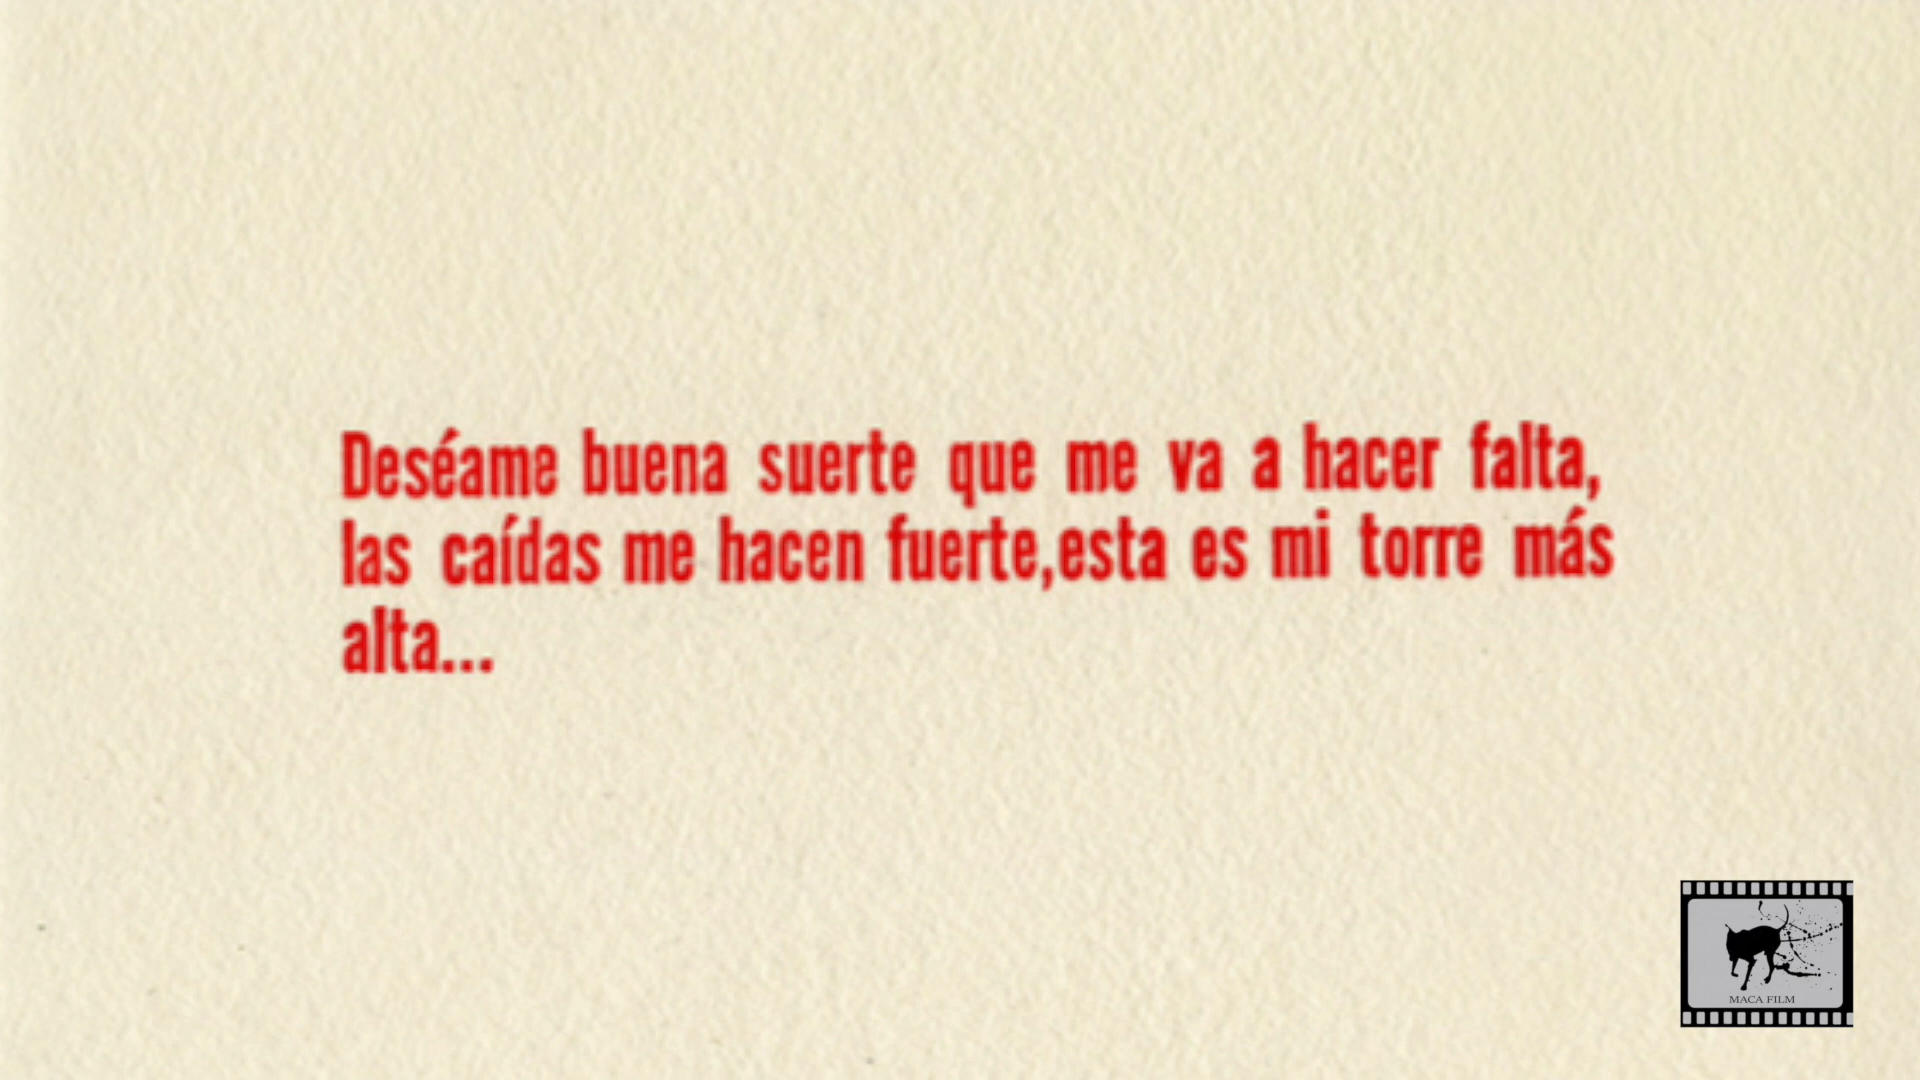 Deséame buena suerte que me va a hacer falta,
las caídas me hacen fuerte,esta es mi torre más
alta...
MACA FILM